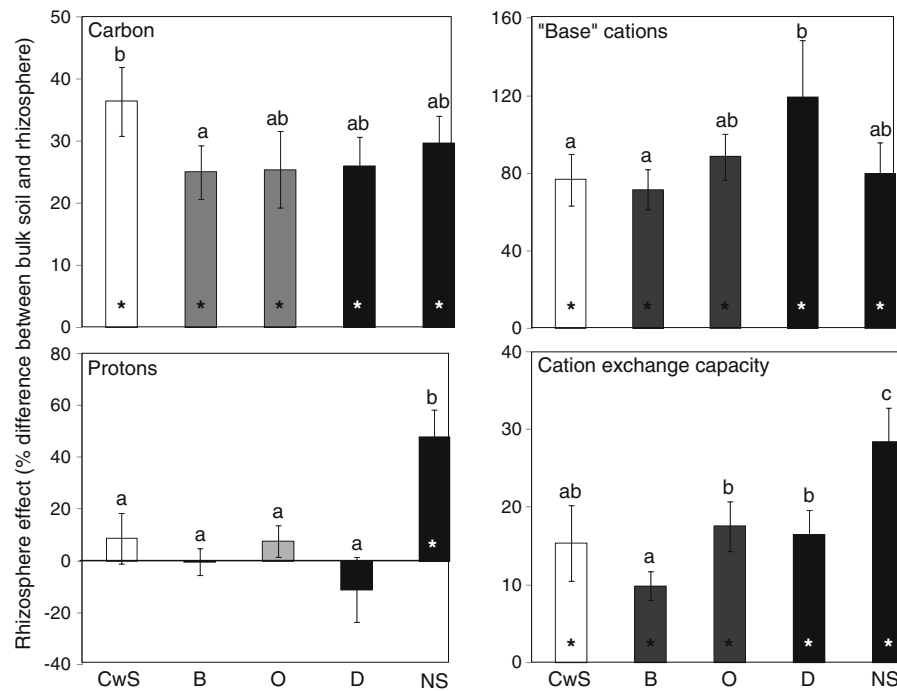 Rhizosphere effect (% difference between bulk soil and rhizosphere)
Carbon
50
40
30
20
10
0
b
a
ab
ab
ab
* * * * *
"Base" cations
160
120
80
40
0
a
a
ab
b
ab
* * * * *
Protons
80
60
40
20
0
-20
-40
a
a
a
a
b
*
CwS B O D NS
Cation exchange capacity
40
30
20
10
0
ab
a
b
b
c
* * * * *
CwS B O D NS